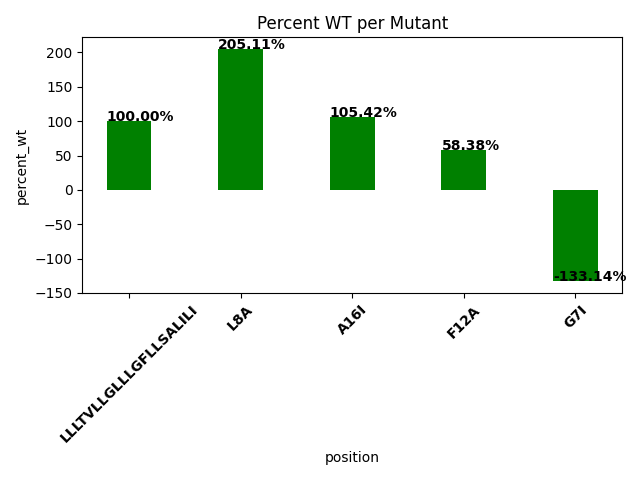 Percent WT per Mutant
percent_wt
200
150
100
50
0
−50
−100
−150
100.00%
205.11%
105.42%
58.38%
-133.14%
LLLTVLLGLLLGFLLSALILI
L8A
A16I
F12A
G7I
position